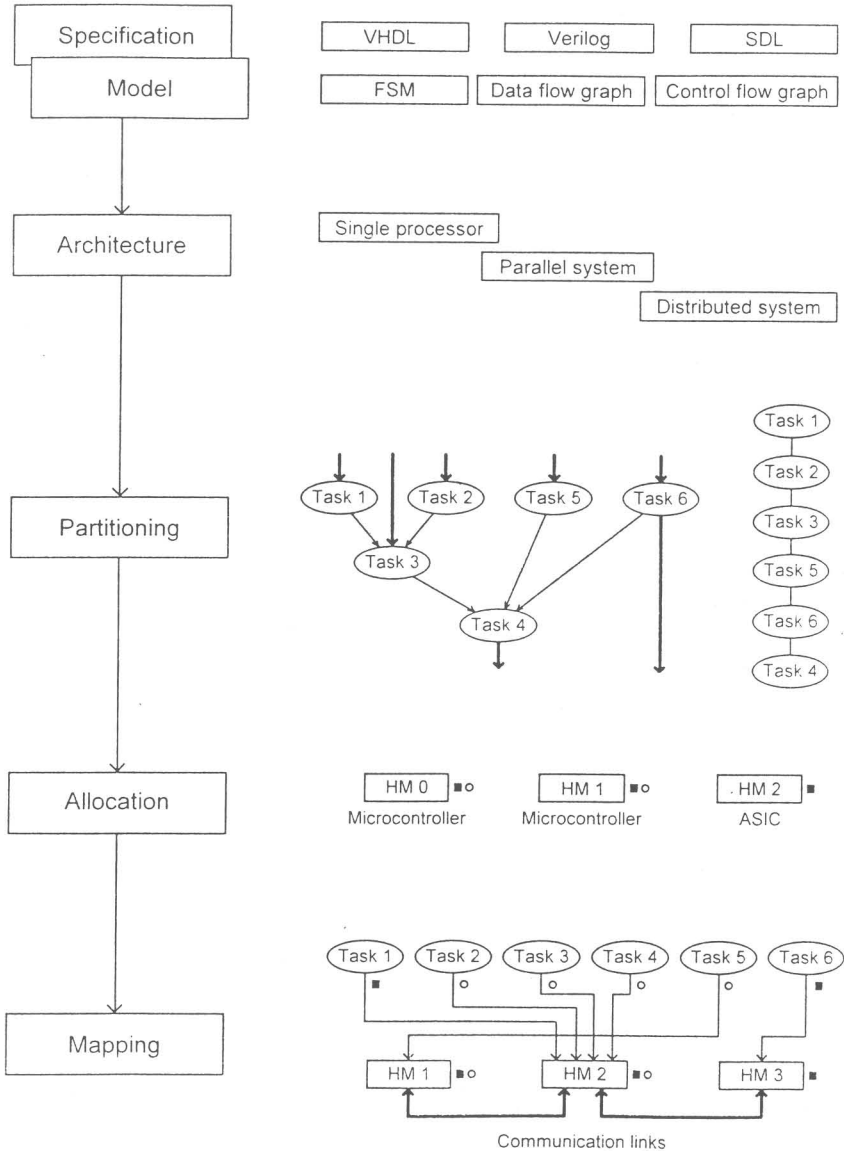 Specification
VHDL Verilog SDL
Model
FSM Data flow graph Control flow graph
Architecture
Single processor
Parallel system
Distributed system
Task 1
Task 2
Task 3
Task 5
Task 6
Task 4
Partitioning
Task 1 Task 2 Task 5 Task 6
Task 3
Task 4
Allocation
HM 0 HM 1 HM 2
Microcontroller Microcontroller ASIC
Task 1 Task 2 Task 3 Task 4 Task 5 Task 6
Mapping
HM 1 HM 2 HM 3
Communication links